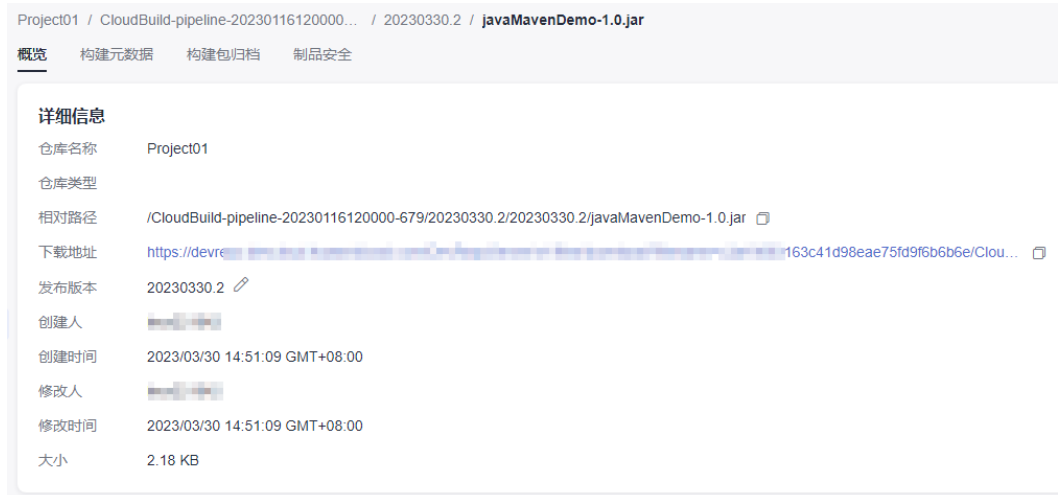 Project01 / CloudBuild-pipeline-20230116120000... / 20230330.2 / javaMavenDemo-1.0.jar
概览 构建元数据 构建包归档 制品安全
详细信息
仓库名称 Project01
仓库类型
相对路径 /CloudBuild-pipeline-20230116120000-679/20230330.2/20230330.2/javaMavenDemo-1.0.jar
下载地址 https://devre 163c41d98eae75fd9f6b6b6e/Clou...
发布版本 20230330.2
创建人
创建时间 2023/03/30 14:51:09 GMT+08:00
修改人
修改时间 2023/03/30 14:51:09 GMT+08:00
大小 2.18 KB